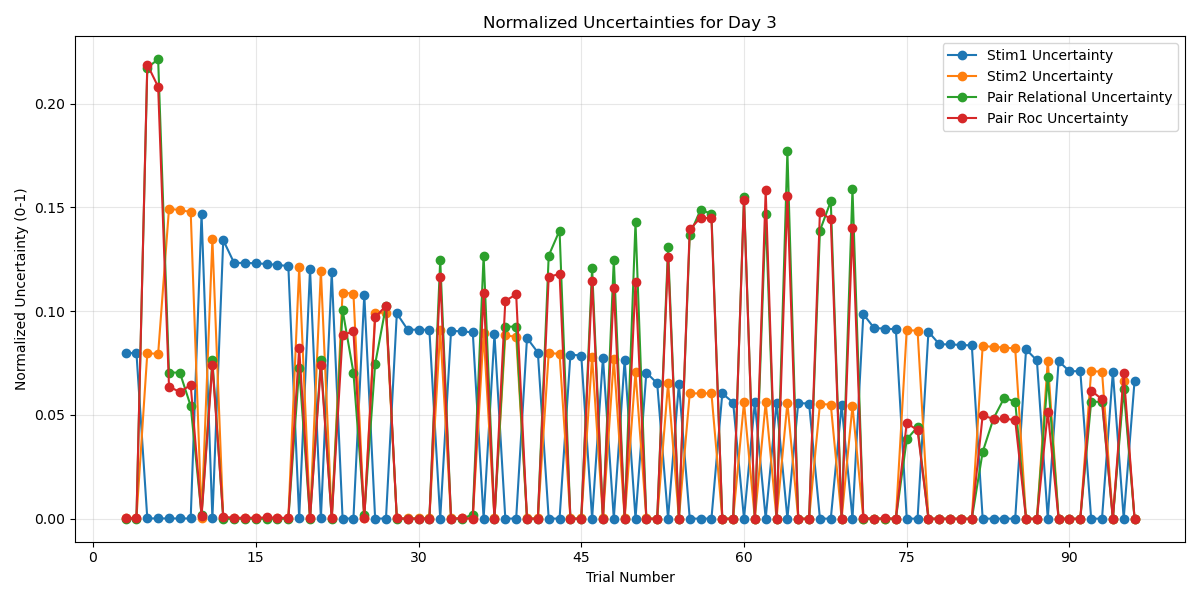 Normalized Uncertainties for Day 3
Normalized Uncertainty (0-1)
0.20
0.15
0.10
0.05
0.00
Stim1 Uncertainty
Stim2 Uncertainty
Pair Relational Uncertainty
Pair Roc Uncertainty
0 15 30 45 60 75 90
Trial Number